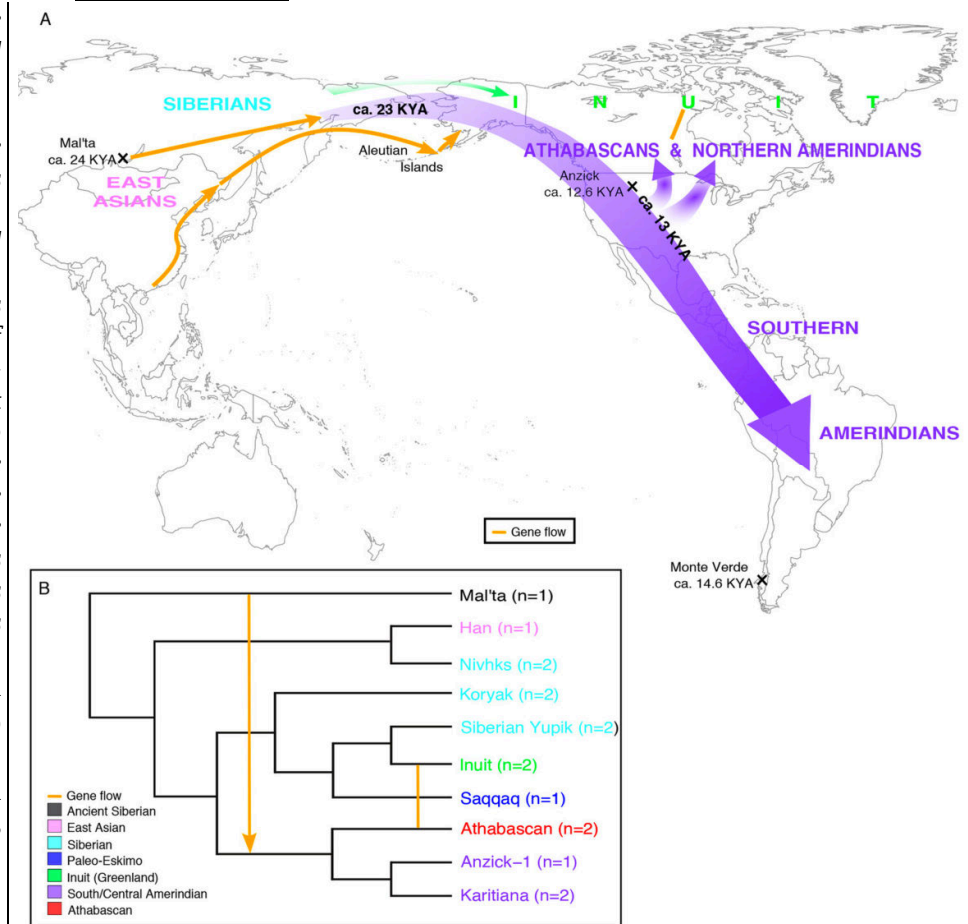 A
SIBERIANS
ca. 23 KYA
I N U I T
Mal'ta
ca. 24 KYA
Aleutian
Islands
ATHABASCANS & NORTHERN AMERINDIANS
EAST
ASIANS
Anzick
ca. 12.6 KYA
ca. 13 KYA
SOUTHERN
AMERINDIANS
Gene flow
Monte Verde
ca. 14.6 KYA
B
Mal'ta (n=1)
Han (n=1)
Nivhks (n=2)
Koryak (n=2)
Siberian Yupik (n=2)
Inuit (n=2)
Saqqaq (n=1)
Athabascan (n=2)
Anzick–1 (n=1)
Karitiana (n=2)
Gene flow
Ancient Siberian
East Asian
Siberian
Paleo-Eskimo
Inuit (Greenland)
South/Central Amerindian
Athabascan